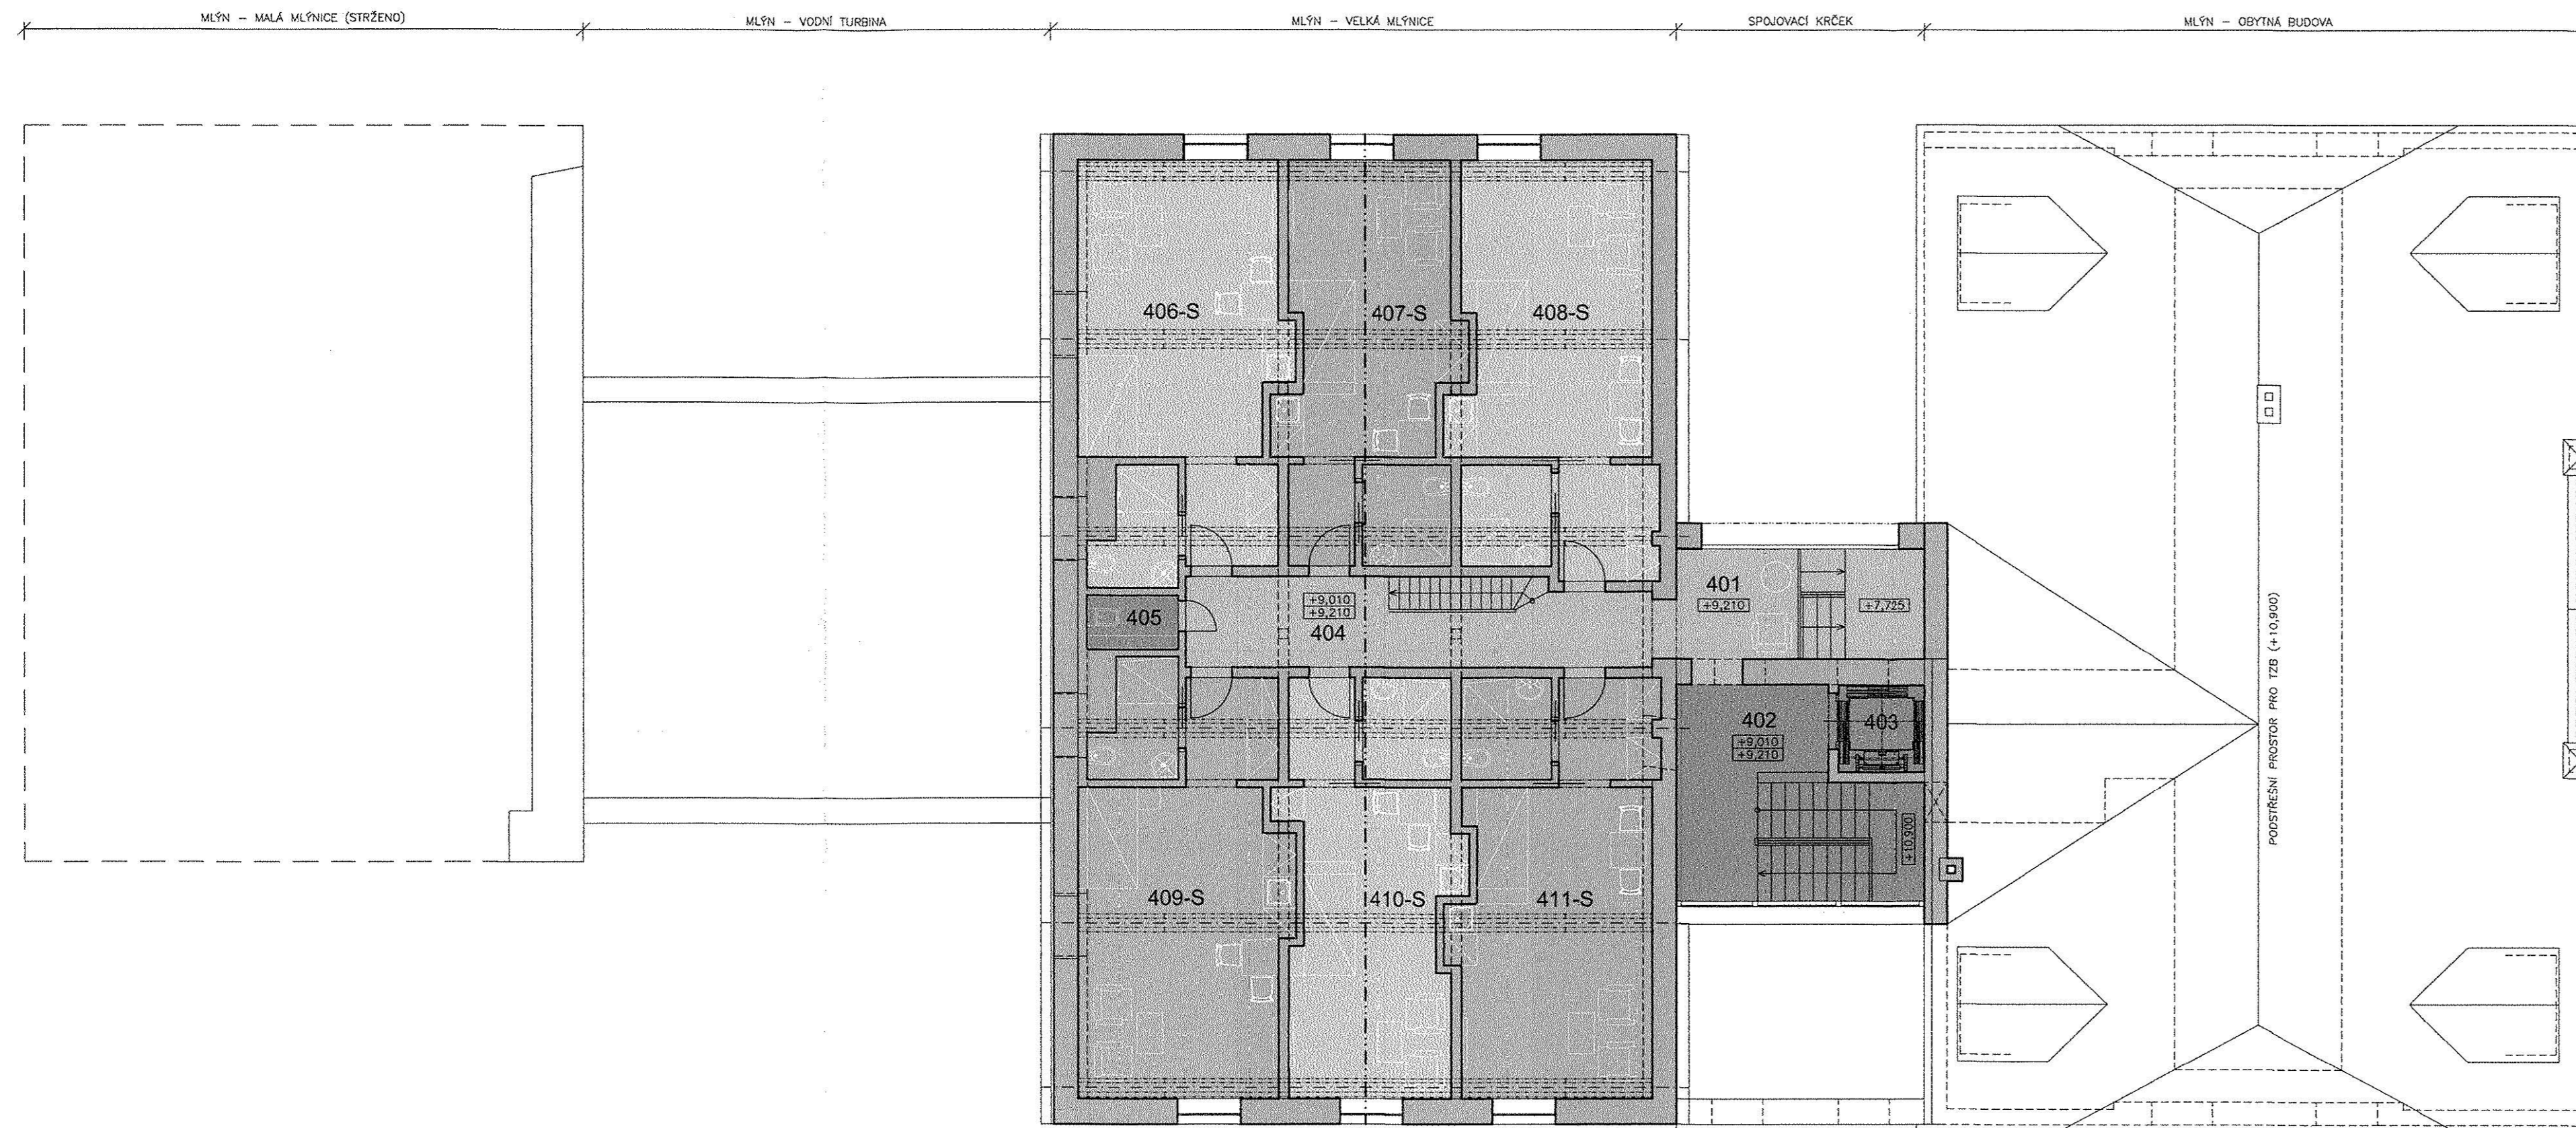 MLÝN – MALÁ MLÝNICE (STRŽENO)
MLÝN – VODNÍ TURBINA
MLÝN – VELKÁ MLÝNICE
SPOJOVACÍ KRČEK
MLÝN – OBYTNÁ BUDOVA
406-S
407-S
408-S
401
+9,210
+7,725
+9,010
+9,210
404
405
402
+9,010
+9,210
403
+10,900
PODSTŘEŠNÍ PROSTOR PRO TZB (+10,900)
409-S
410-S
411-S